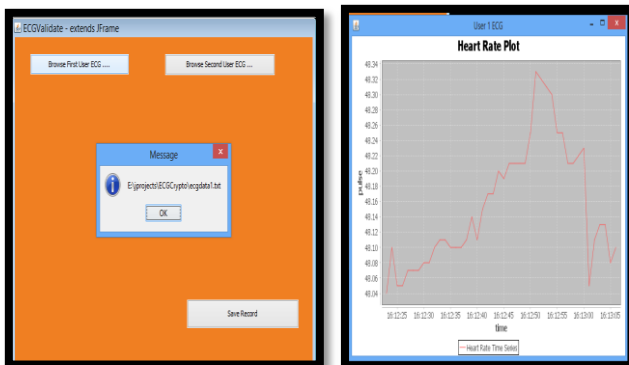 ECGValidate - extends JFrame
Browse First User ECG .....
Browse Second User ECG ....
Message
x
E:\jprojects\ECGCrypto\ecgdata1.txt
OK
Save Record
User 1 ECG
Heart Rate Plot
48.34
48.32
48.30
48.28
48.26
48.24
48.22
48.20
48.18
48.16
48.14
48.12
48.10
48.08
48.06
48.04
pulse
16:12:25 16:12:30 16:12:35 16:12:40 16:12:45 16:12:50 16:12:55 16:13:00 16:13:05
time
Heart Rate Time Series